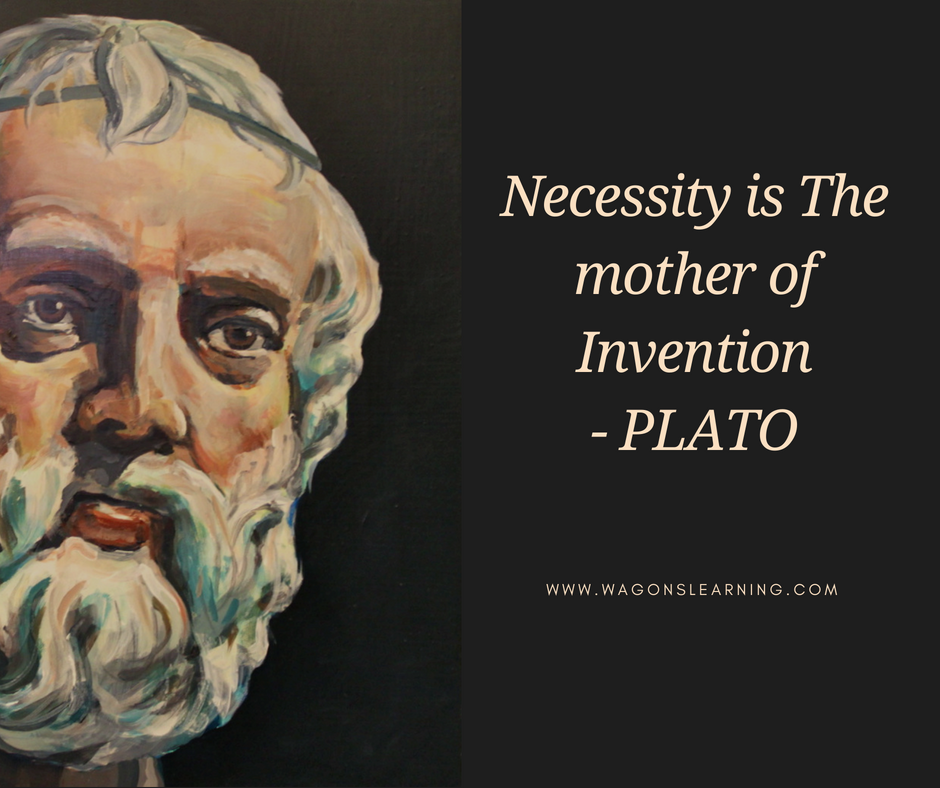 Necessity is The
mother of
Invention
- PLATO
WWW.WAGONSLEARNING.COM